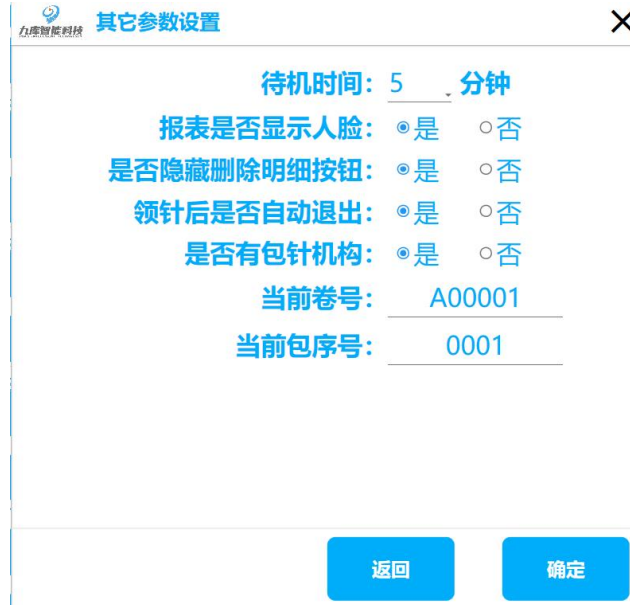 力库智能科技 其它参数设置
待机时间：5 分钟
报表是否显示人脸：是 否
是否隐藏删除明细按钮：是 否
领针后是否自动退出：是 否
是否有包针机构：是 否
当前卷号：A00001
当前包序号：0001
返回 确定